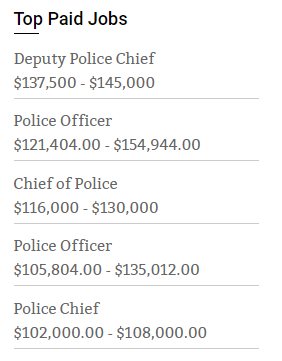 Top Paid Jobs
Deputy Police Chief
$137,500 - $145,000
Police Officer
$121,404.00 - $154,944.00
Chief of Police
$116,000 - $130,000
Police Officer
$105,804.00 - $135,012.00
Police Chief
$102,000.00 - $108,000.00